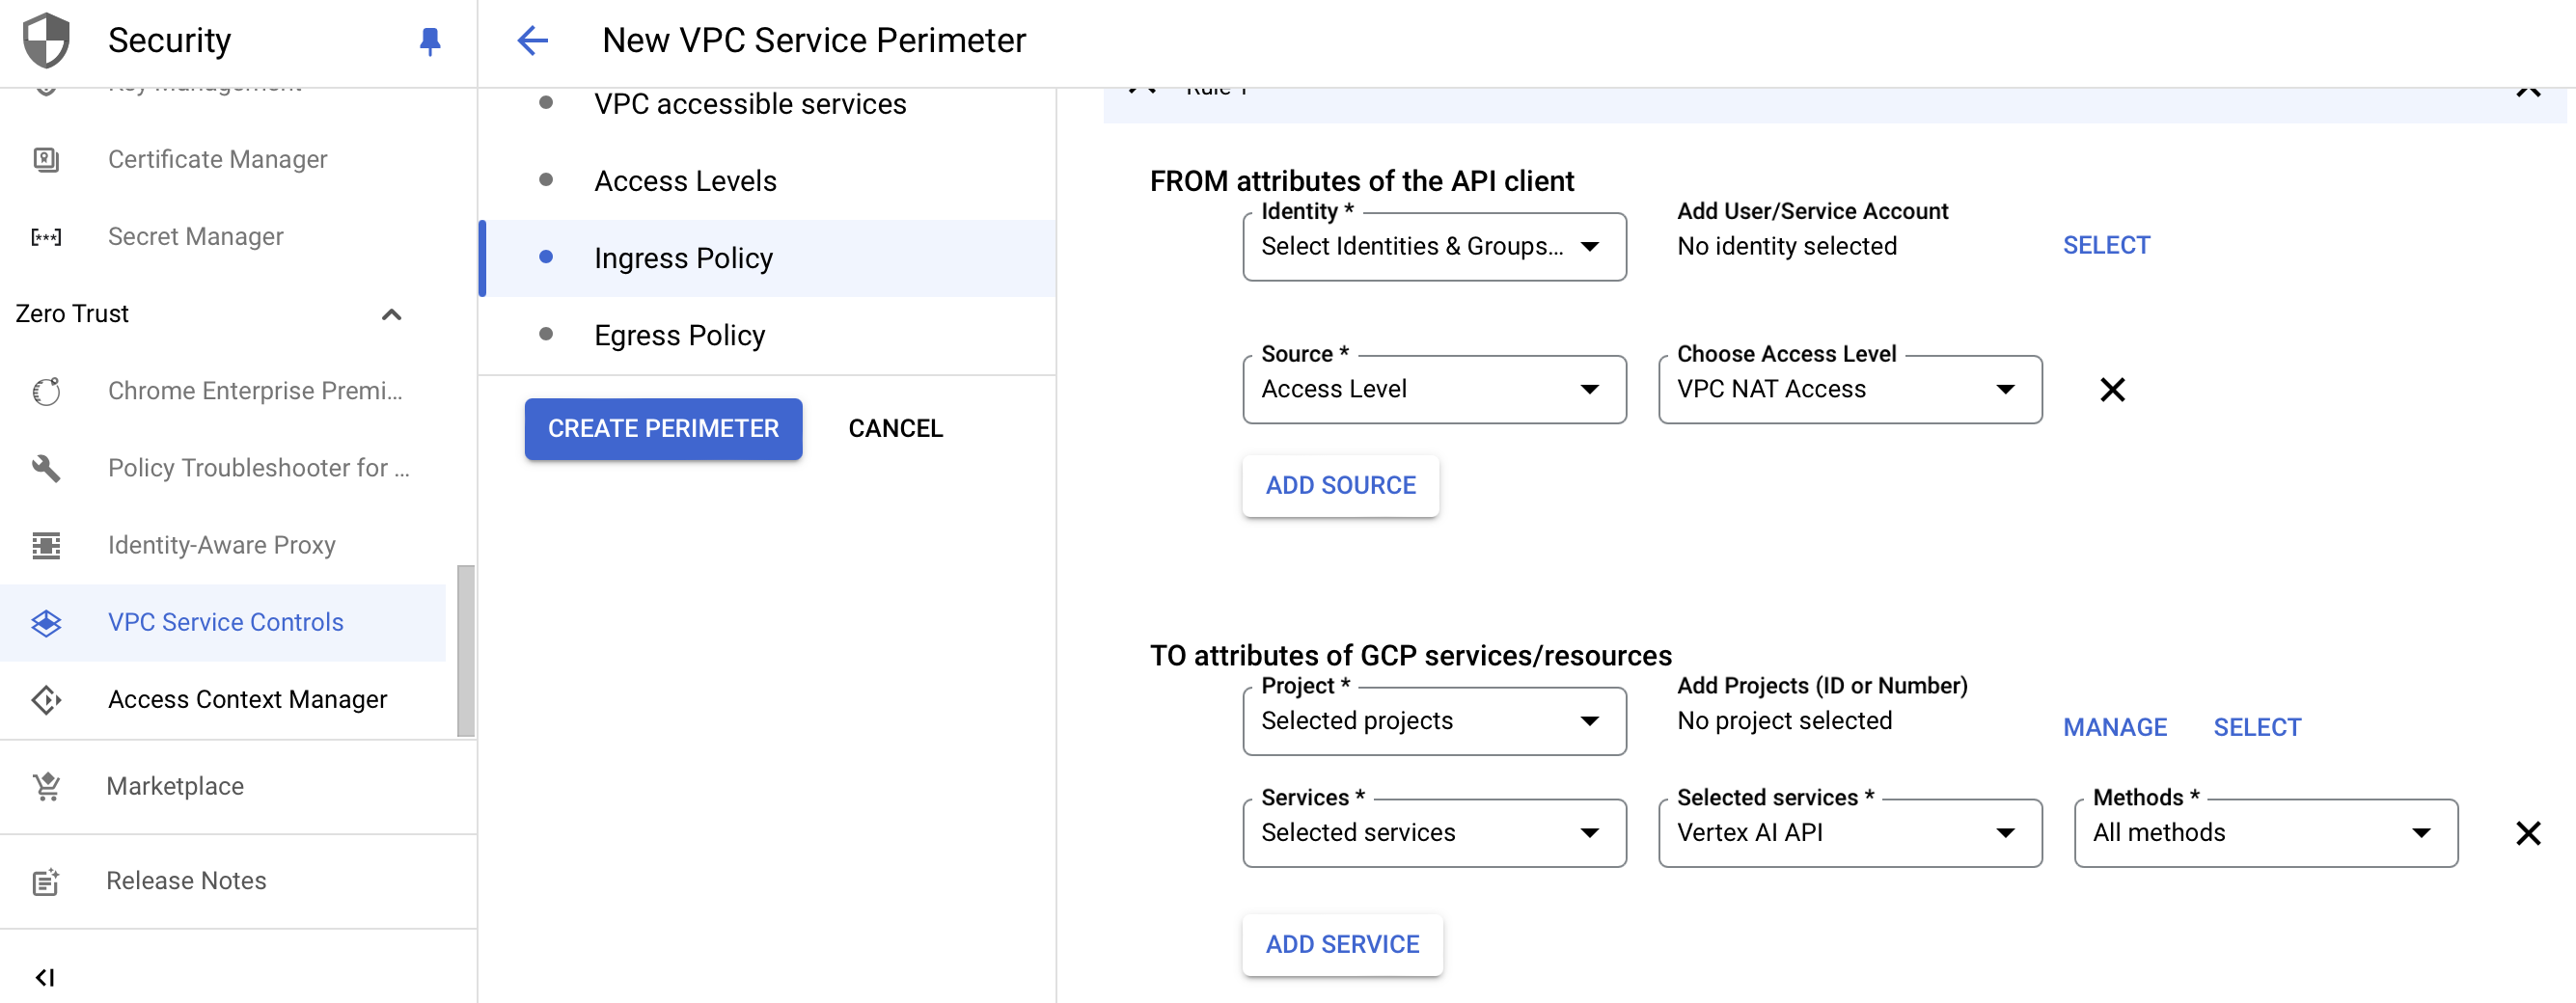 Security
New VPC Service Perimeter
Key Management
Certificate Manager
Secret Manager
Zero Trust
Chrome Enterprise Premi...
Policy Troubleshooter for ...
Identity-Aware Proxy
VPC Service Controls
Access Context Manager
Marketplace
Release Notes
VPC accessible services
Access Levels
Ingress Policy
Egress Policy
CREATE PERIMETER
CANCEL
Rule 1
FROM attributes of the API client
Identity *
Select Identities & Groups...
Add User/Service Account
No identity selected
SELECT
Source *
Access Level
Choose Access Level
VPC NAT Access
ADD SOURCE
TO attributes of GCP services/resources
Project *
Selected projects
Add Projects (ID or Number)
No project selected
MANAGE
SELECT
Services *
Selected services
Selected services *
Vertex AI API
Methods *
All methods
ADD SERVICE